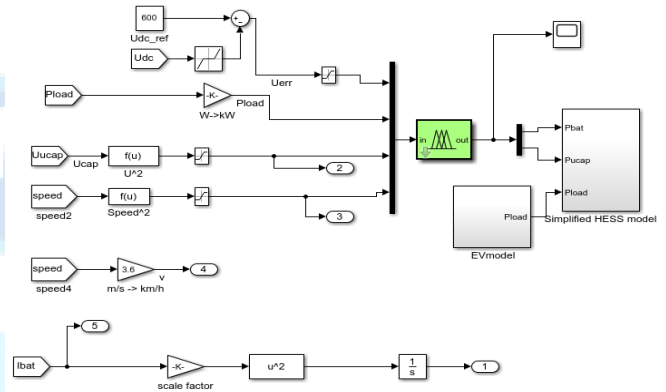 600
Udc_ref
Udc
Uerr
Pload
-K-
Pload
W->kW
Uucap
Ucap
f(u)
U^2
2
speed
speed2
f(u)
Speed^2
3
in
out
Pbat
Pucap
Pload
Simplified HESS model
Pload
EVmodel
speed
speed4
3.6
m/s -> km/h
v
4
5
Ibat
-K-
scale factor
u^2
1
s
1